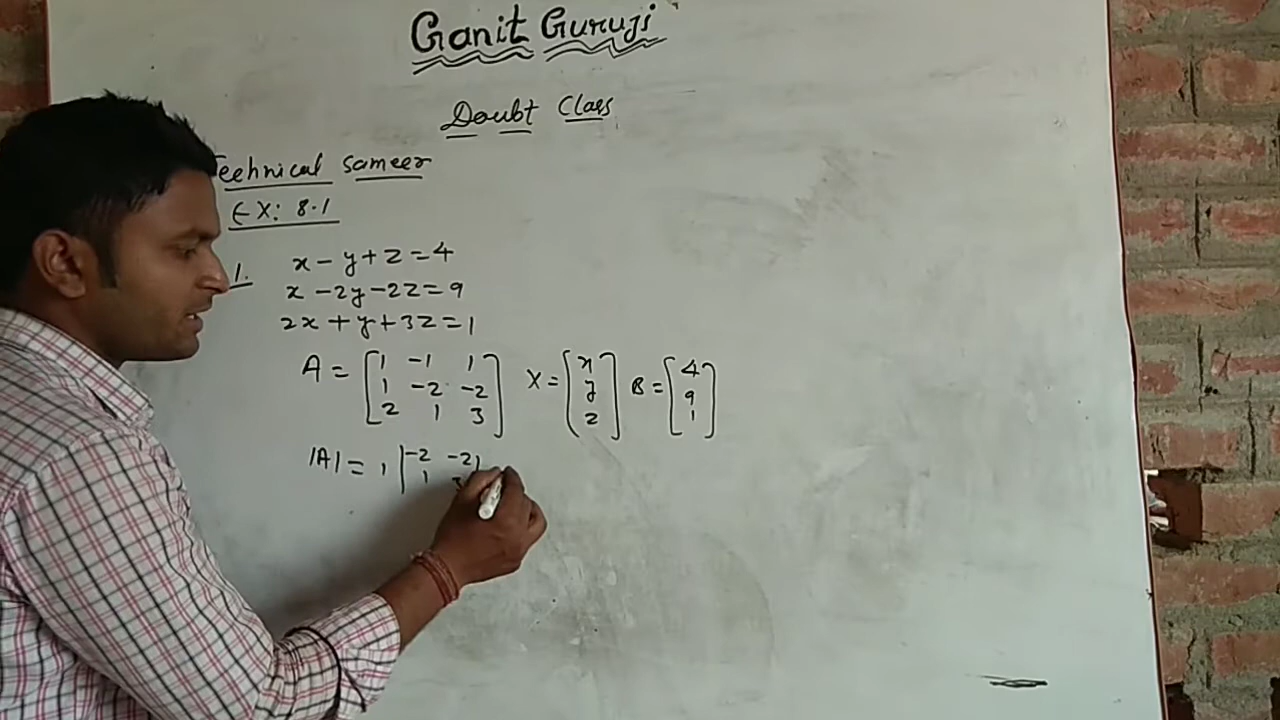 Ganit Guruji
Doubt Class
Technical Sameer
EX: 8.1
1. x - y + z = 4
x - 2y - 2z = 9
2x + y + 3z = 1
A = [1 -1 1 X = [x B = [4
1 -2 -2 y 9
2 1 3] z] 1]
|A| = 1 |-2 -2|
1 3